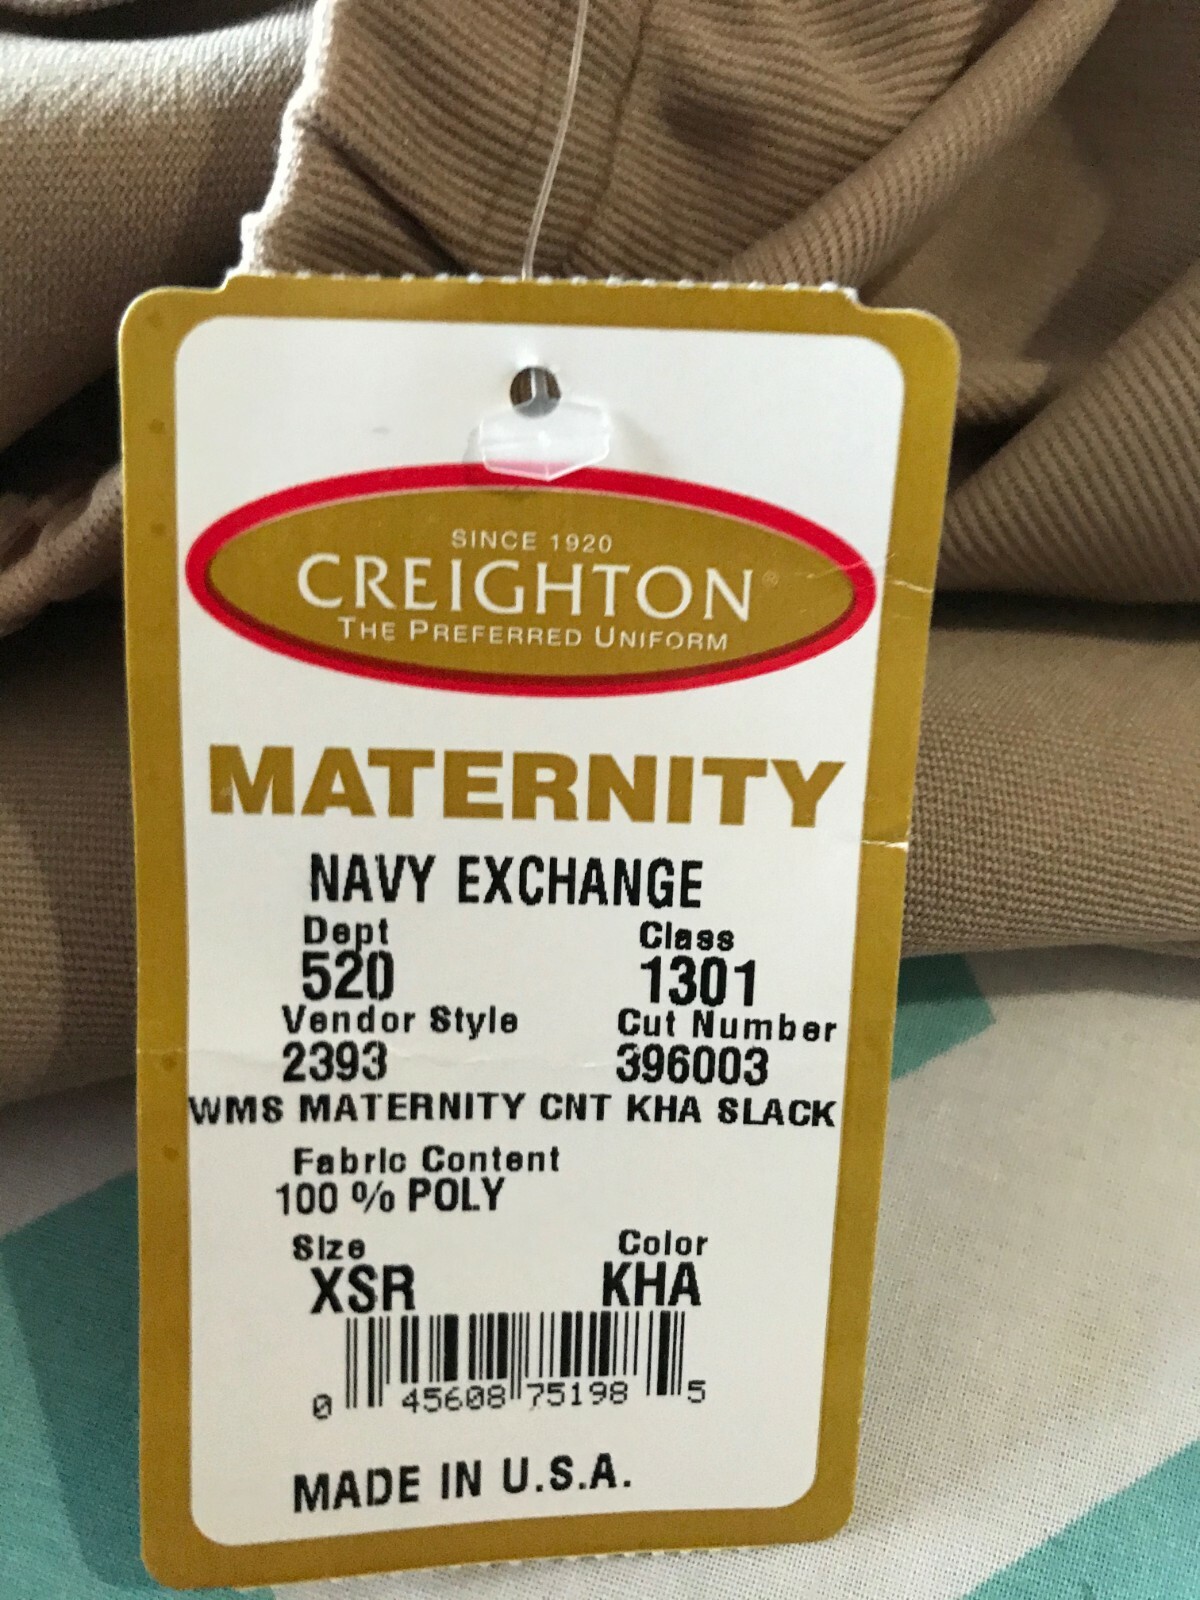 SINCE 1920
CREIGHTON®
THE PREFERRED UNIFORM
MATERNITY
NAVY EXCHANGE
Dept Class
520 1301
Vendor Style Cut Number
2393 396003
WMS MATERNITY CNT KHA SLACK
Fabric Content
100 % POLY
Size Color
XSR KHA
0 45608 75198 5
MADE IN U.S.A.